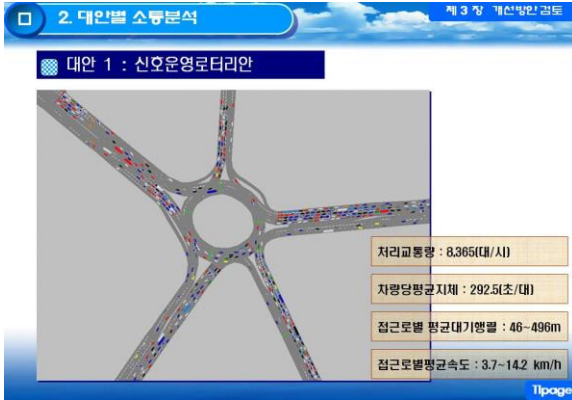 제 3 장 개선방안검토
2. 대안별 소통분석
대안 1 : 신호운영로터리안
처리교통량 : 8,365(대/시)
차량당평균지체 : 292.5(초/대)
접근로별 평균대기행렬 : 46~496m
접근로별평균속도 : 3.7~14.2 km/h
11page